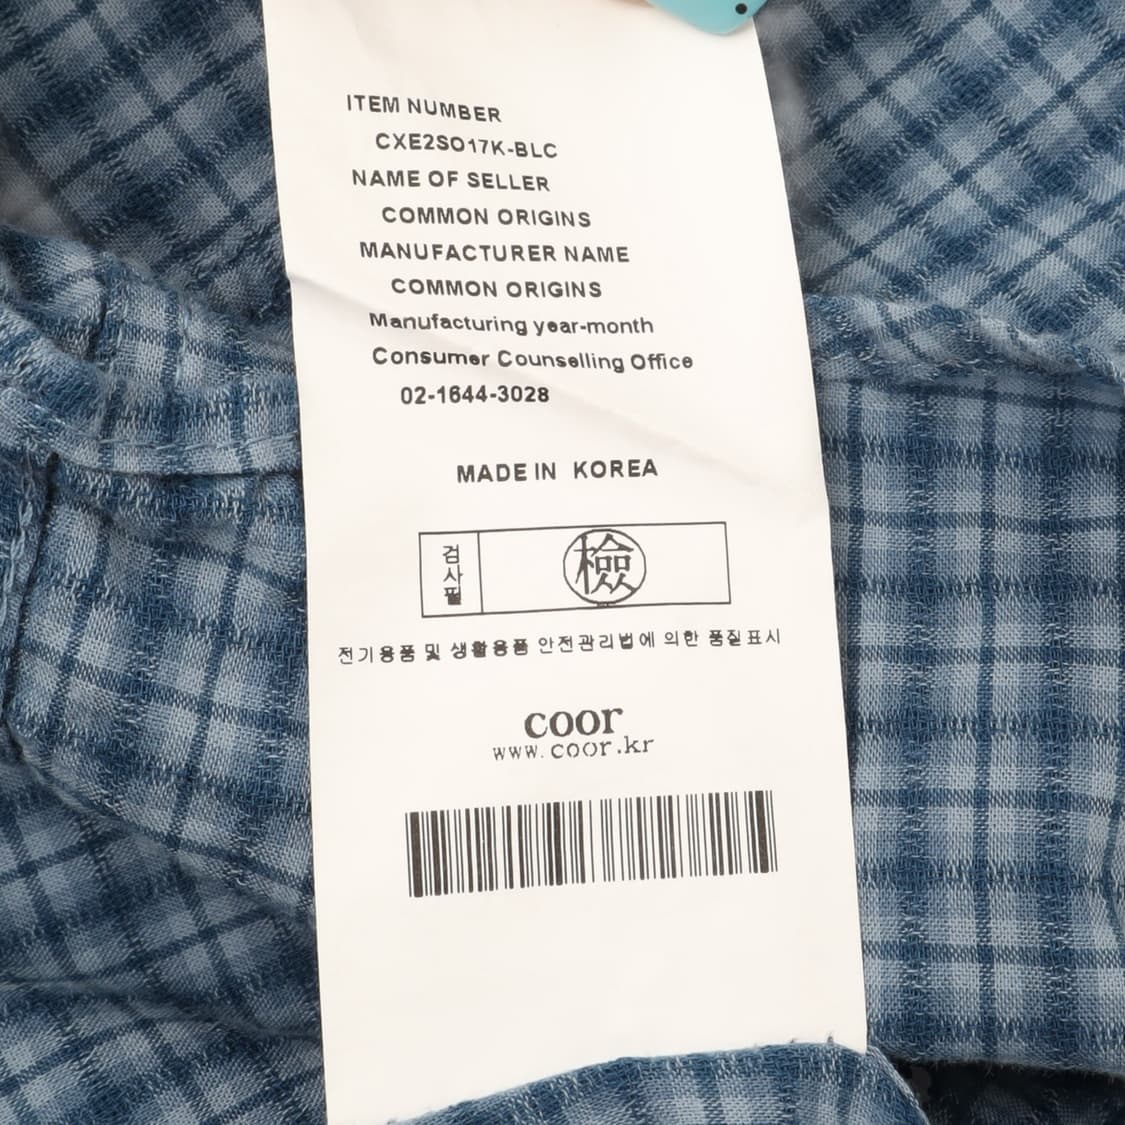 ITEM NUMBER
CXE2SO17K-BLC
NAME OF SELLER
COMMON ORIGINS
MANUFACTURER NAME
COMMON ORIGINS
Manufacturing year-month
Consumer Counselling Office
02-1644-3028
MADE IN KOREA
검사필
檢
전기용품 및 생활용품 안전관리법에 의한 품질표시
coor
www.coor.kr